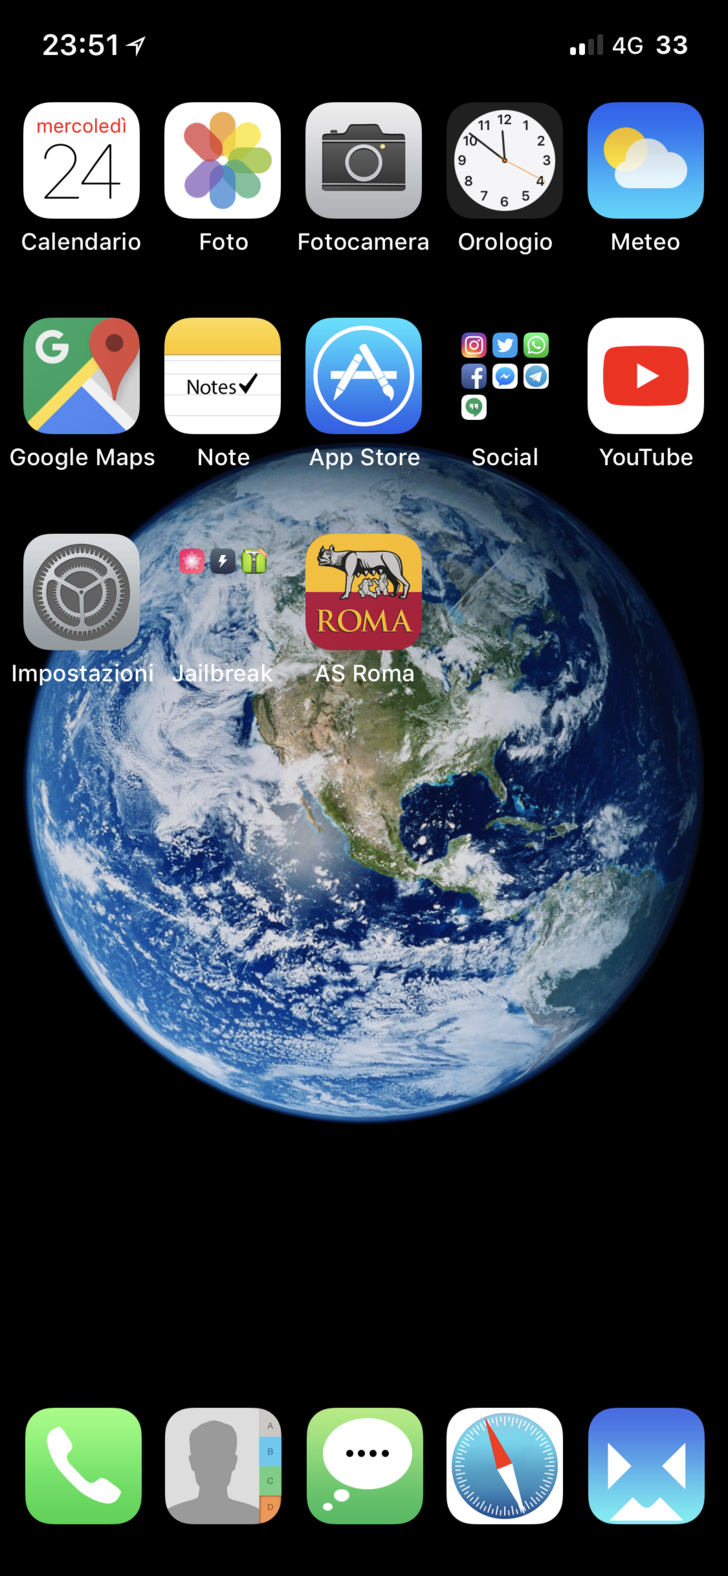 23:51
4G 33
mercoledì
24
Calendario
Foto
Fotocamera
12 1 2 3 4 5 6 7 8 9 10 11
Orologio
Meteo
G
Google Maps
Notes
Note
App Store
Social
YouTube
Impostazioni
Jailbreak
ROMA
AS Roma
A
B
C
D